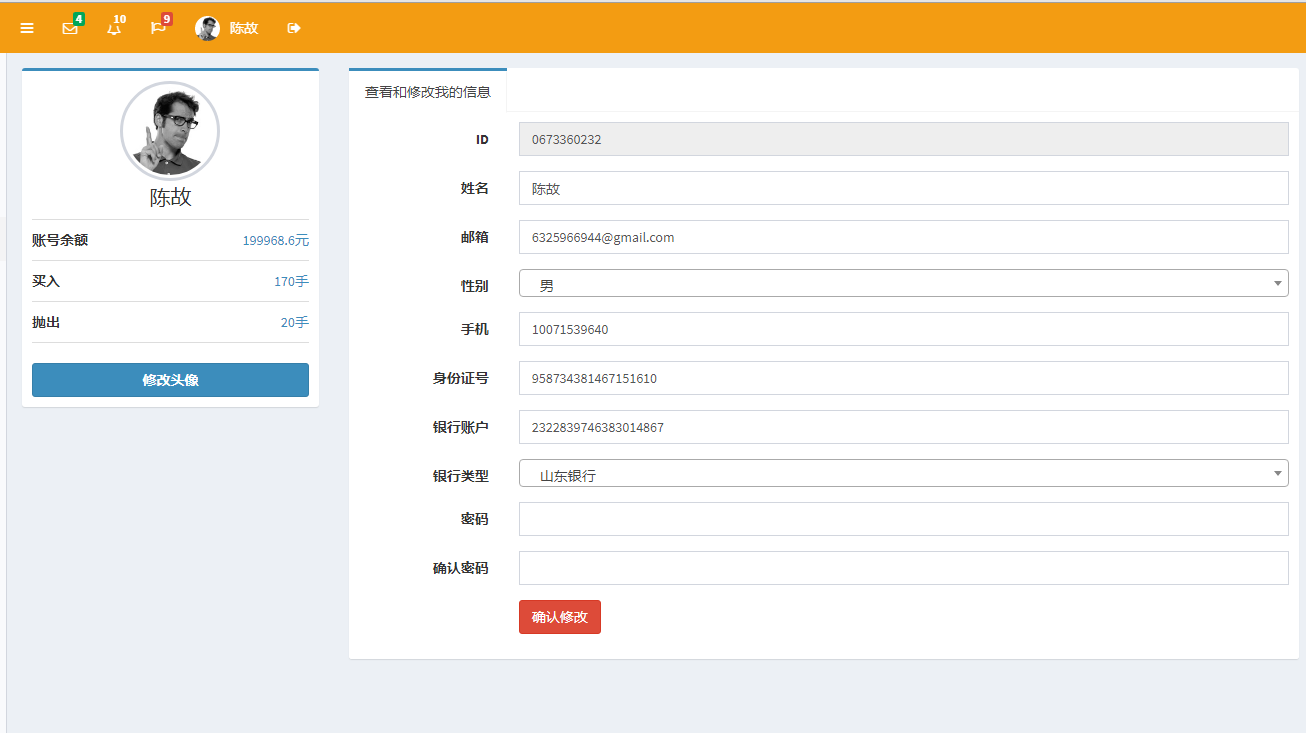 4 10 9 陈故
陈故
账号余额 199968.6元
买入 170手
抛出 20手
修改头像
查看和修改我的信息
ID 0673360232
姓名 陈故
邮箱 6325966944@gmail.com
性别 男
手机 10071539640
身份证号 958734381467151610
银行账户 2322839746383014867
银行类型 山东银行
密码
确认密码
确认修改